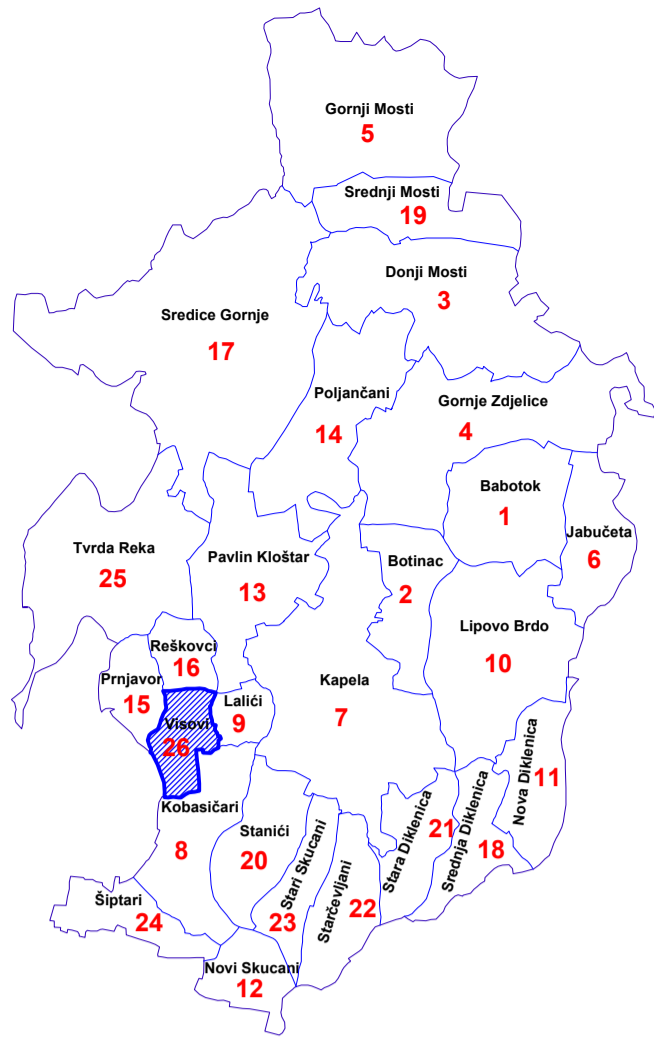 Gornji Mosti
5
Srednji Mosti
19
Donji Mosti
3
Sredice Gornje
17
Poljančani
14
Gornje Zdjelice
4
Babotok
1
Jabučeta
6
Tvrda Reka
25
Pavlin Kloštar
13
Botinac
2
Lipovo Brdo
10
Reškovci
16
Prnjavor
15
Lalići
9
Kapela
7
Visovi
26
Nova Diklenica
11
Kobasičari
8
Stanići
20
Stari Skucani
23
Starčevljani
22
Stara Diklenica
21
Srednja Diklenica
18
Šiptari
24
Novi Skucani
12